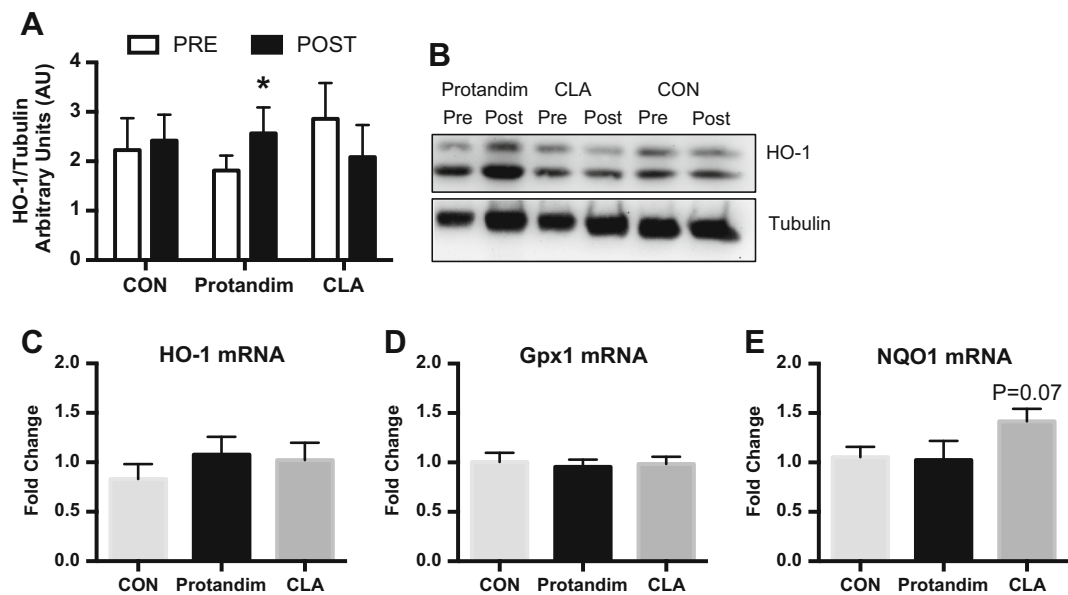 A
PRE POST
HO-1/Tubulin
Arbitrary Units (AU)
4
3
2
1
0
*
CON Protandim CLA
B
Protandim CLA CON
Pre Post Pre Post Pre Post
HO-1
Tubulin
C
HO-1 mRNA
Fold Change
2.0
1.5
1.0
0.5
0.0
CON Protandim CLA
D
Gpx1 mRNA
Fold Change
2.0
1.5
1.0
0.5
0.0
CON Protandim CLA
E
NQO1 mRNA
Fold Change
2.0
1.5
1.0
0.5
0.0
P=0.07
CON Protandim CLA